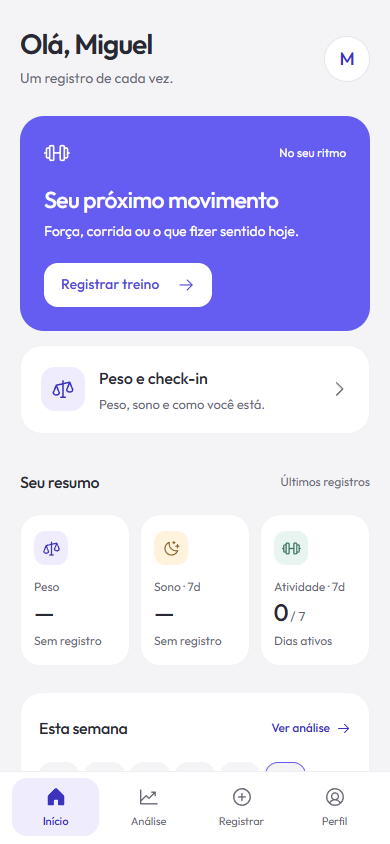 Olá, Miguel
Um registro de cada vez.
M
No seu ritmo
Seu próximo movimento
Força, corrida ou o que fizer sentido hoje.
Registrar treino
Peso e check-in
Peso, sono e como você está.
Seu resumo
Últimos registros
Peso
—
Sem registro
Sono · 7d
—
Sem registro
Atividade · 7d
0 / 7
Dias ativos
Esta semana
Ver análise
Início
Análise
Registrar
Perfil